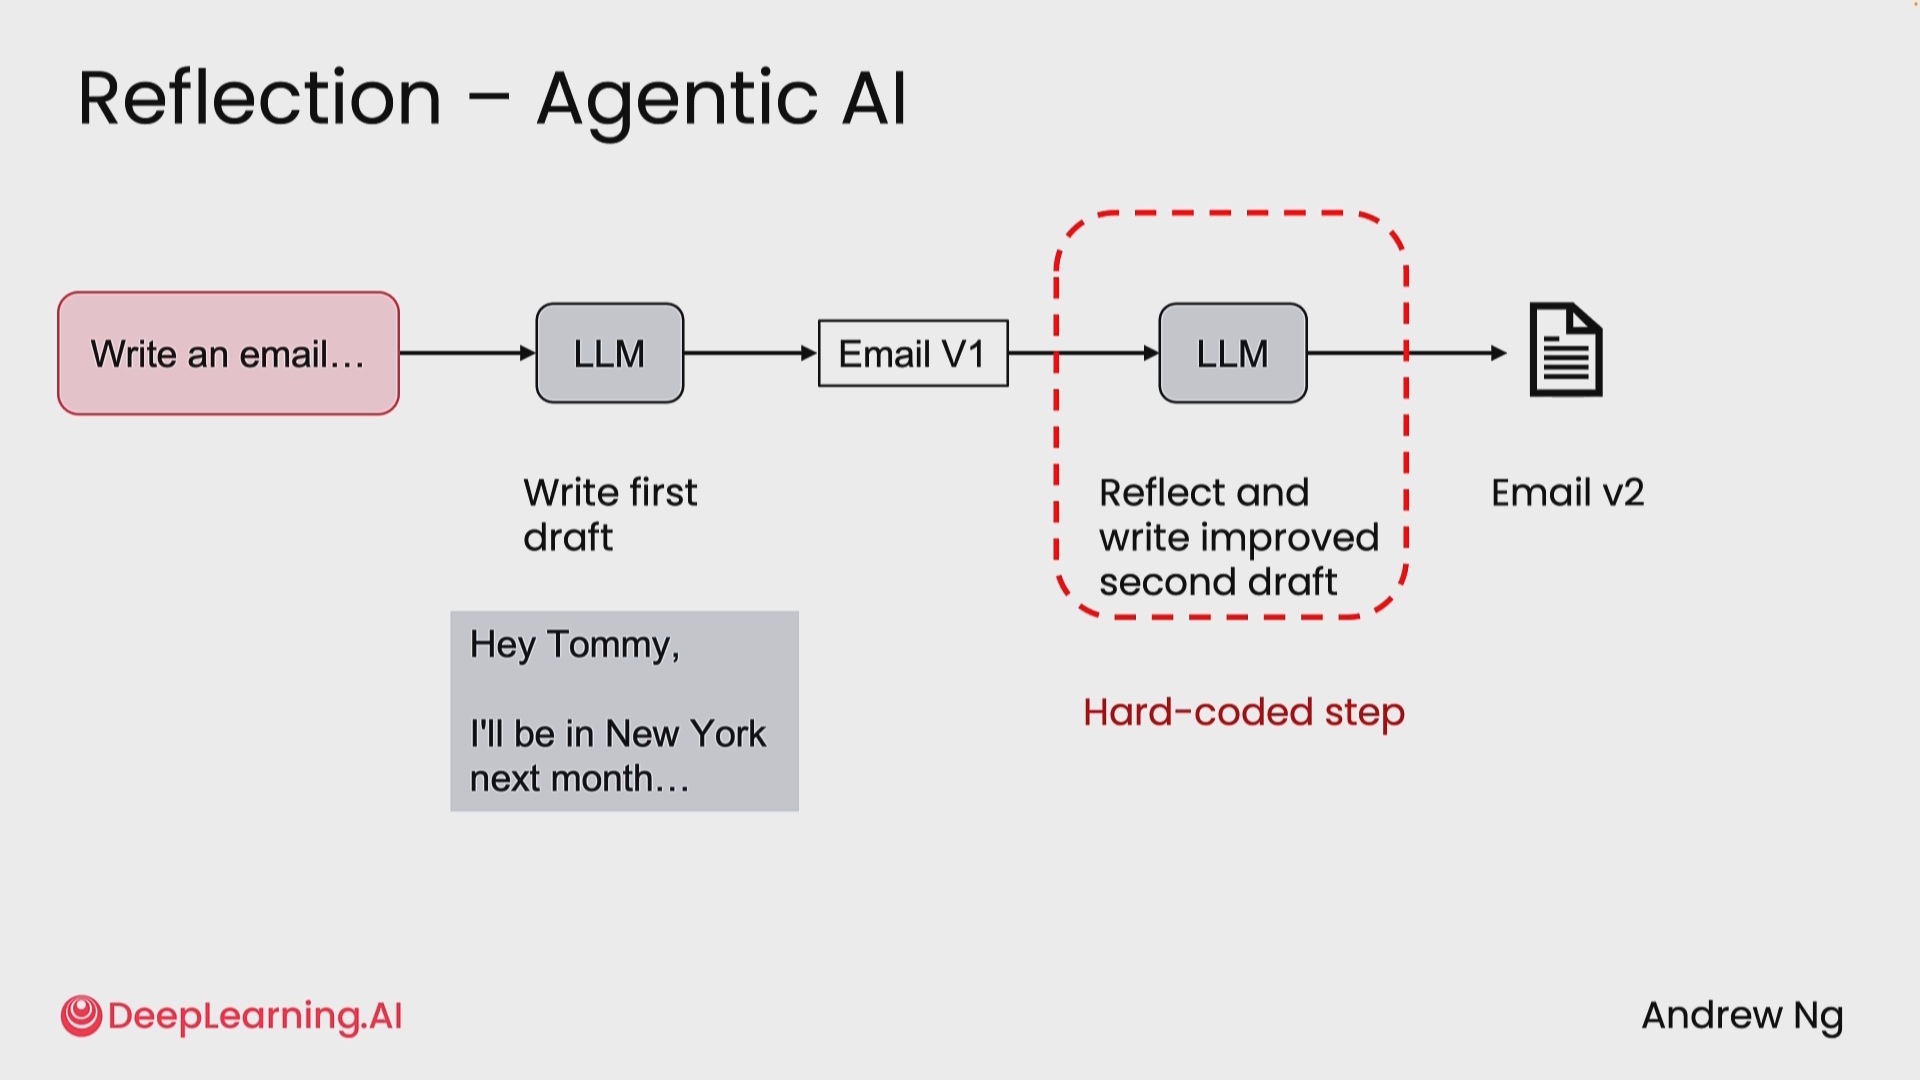 Reflection – Agentic AI
Write an email...
LLM
Email V1
LLM
Write first
draft
Reflect and
write improved
second draft
Email v2
Hey Tommy,
I'll be in New York
next month...
Hard-coded step
DeepLearning.AI
Andrew Ng